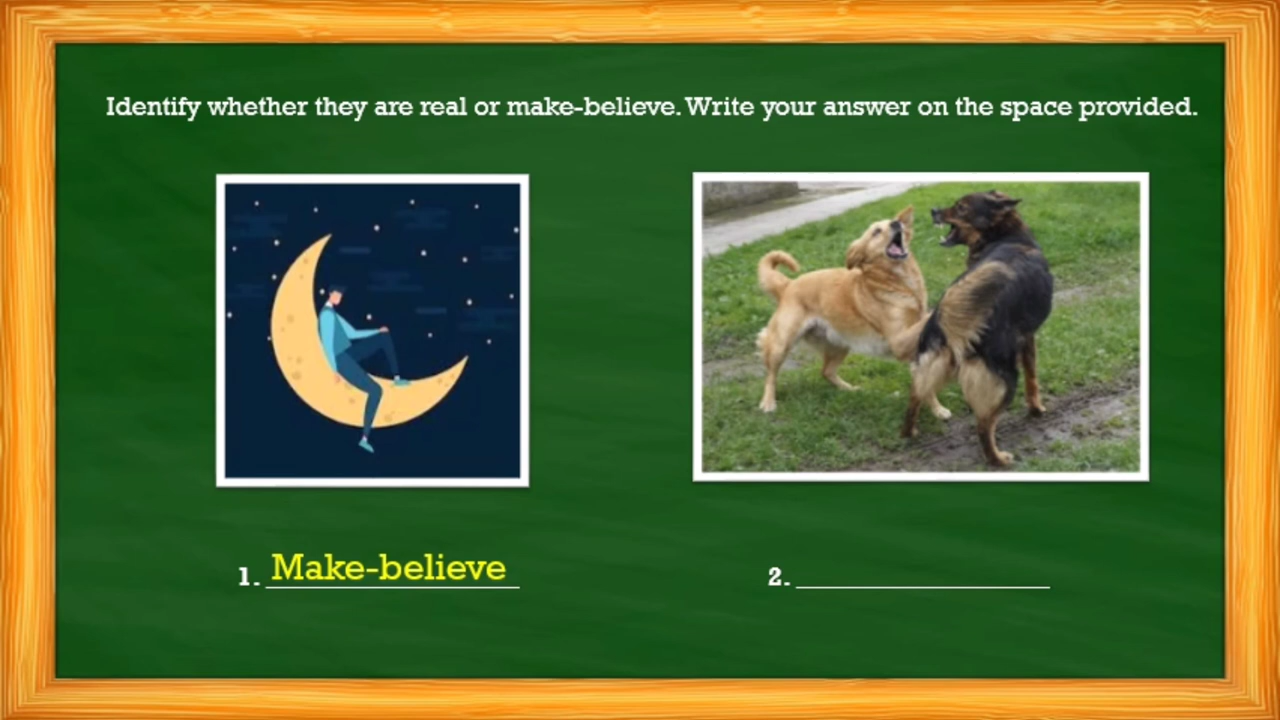 Identify whether they are real or make-believe. Write your answer on the space provided.
1. Make-believe
2.